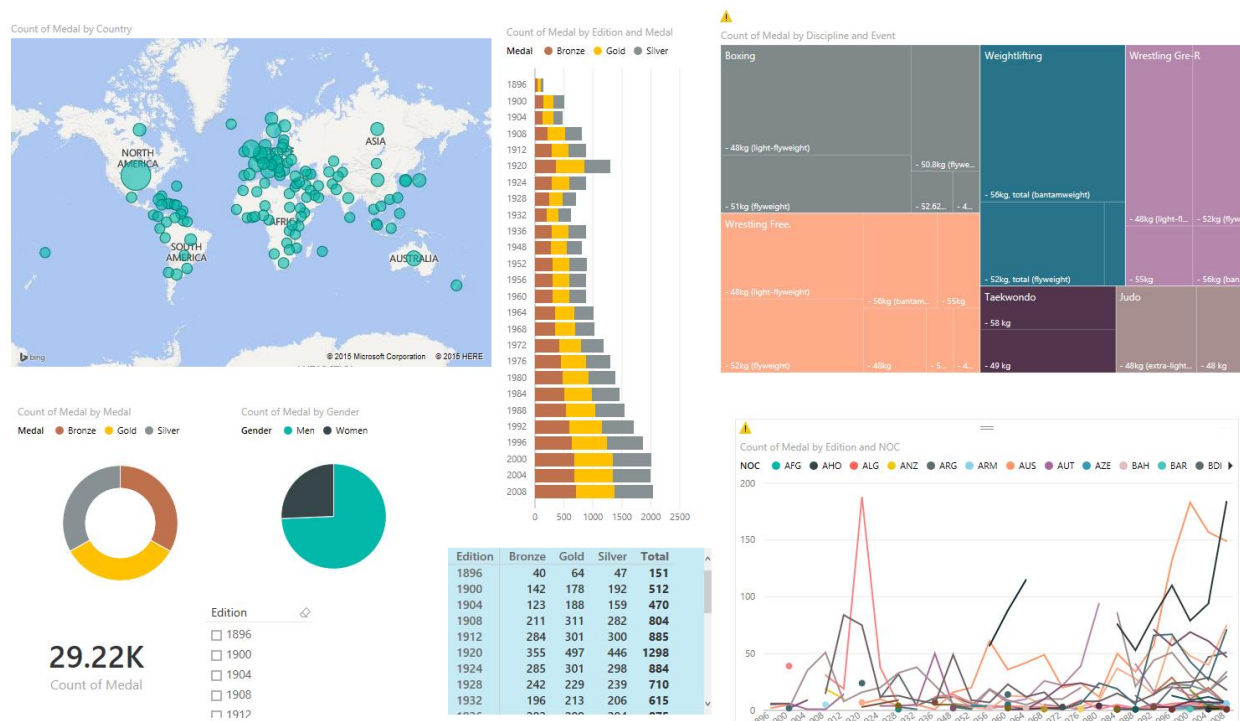 Count of Medal by Country
NORTH AMERICA
ASIA
AFRICA
SOUTH AMERICA
AUSTRALIA
bing
© 2015 Microsoft Corporation © 2015 HERE
Count of Medal by Edition and Medal
Medal Bronze Gold Silver
1896
1900
1904
1908
1912
1920
1924
1928
1932
1936
1948
1952
1956
1960
1964
1968
1972
1976
1980
1984
1988
1992
1996
2000
2004
2008
0 500 1000 1500 2000 2500
Count of Medal by Discipline and Event
Boxing
- 48kg (light-flyweight)
- 50.8kg (flywe...
- 51kg (flyweight)
- 52.62...
- 4...
Weightlifting
- 56kg, total (bantamweight)
- 52kg, total (flyweight)
Wrestling Gre-R
- 48kg (light-fl...
- 52kg (flyw
- 55kg
- 56kg (ban
Wrestling Free.
- 48kg (light-flyweight)
- 56kg (bantam...
- 55kg
- 52kg (flyweight)
- 48kg
- 5...
- 4...
Taekwondo
- 58 kg
- 49 kg
Judo
- 48kg (extra-light...
- 48 kg
Count of Medal by Medal
Medal Bronze Gold Silver
Count of Medal by Gender
Gender Men Women
29.22K
Count of Medal
Edition
1896
1900
1904
1908
1912
Edition Bronze Gold Silver Total
1896 40 64 47 151
1900 142 178 192 512
1904 123 188 159 470
1908 211 311 282 804
1912 284 301 300 885
1920 355 497 446 1298
1924 285 301 298 884
1928 242 229 239 710
1932 196 213 206 615
Count of Medal by Edition and NOC
NOC AFG AHO ALG ANZ ARG ARM AUS AUT AZE BAH BAR BDI
200
150
100
50
0